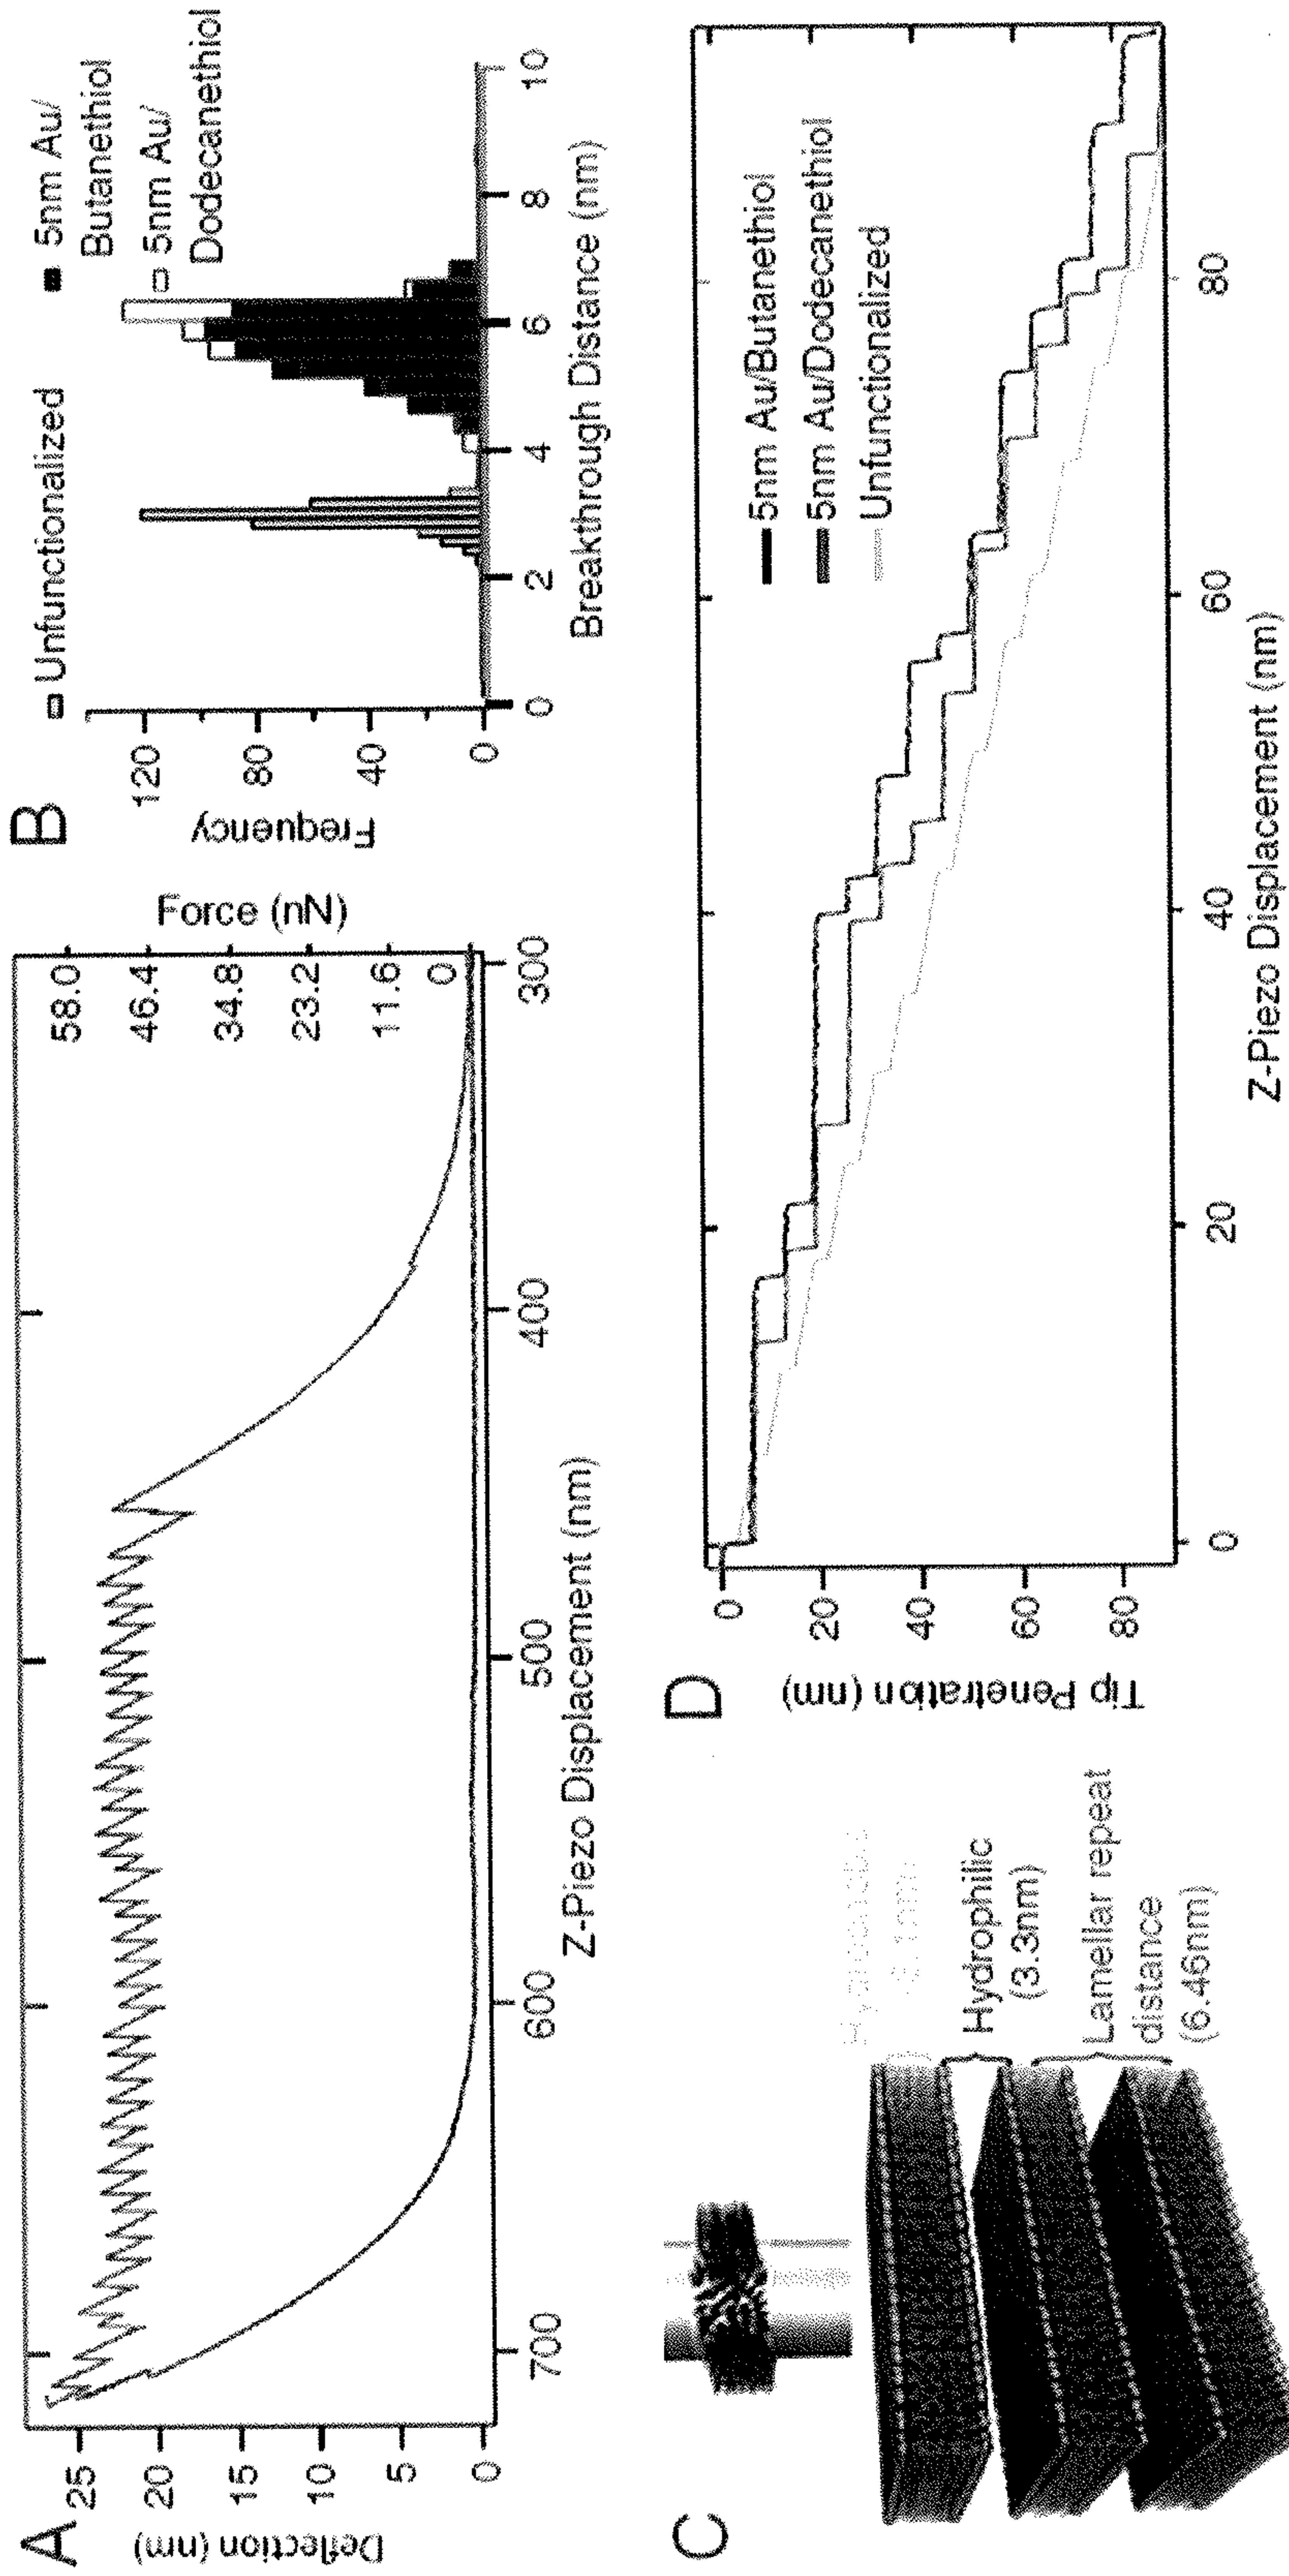 A
Deflection (nm)
25
20
15
10
5
0
700
600
500
400
300
Z-Piezo Displacement (nm)
Force (nN)
58.0
46.4
34.8
23.2
11.6
0
B
Unfunctionalized
5nm Au/
Butanethiol
5nm Au/
Dodecanethiol
Frequency
120
80
40
0
0
2
4
6
8
10
Breakthrough Distance (nm)
C
Hydrophilic
(3.3nm)
Lamellar repeat
distance
(6.46nm)
D
Tip Penetration (nm)
0
20
40
60
80
5nm Au/Butanethiol
5nm Au/Dodecanethiol
Unfunctionalized
0
20
40
60
80
Z-Piezo Displacement (nm)